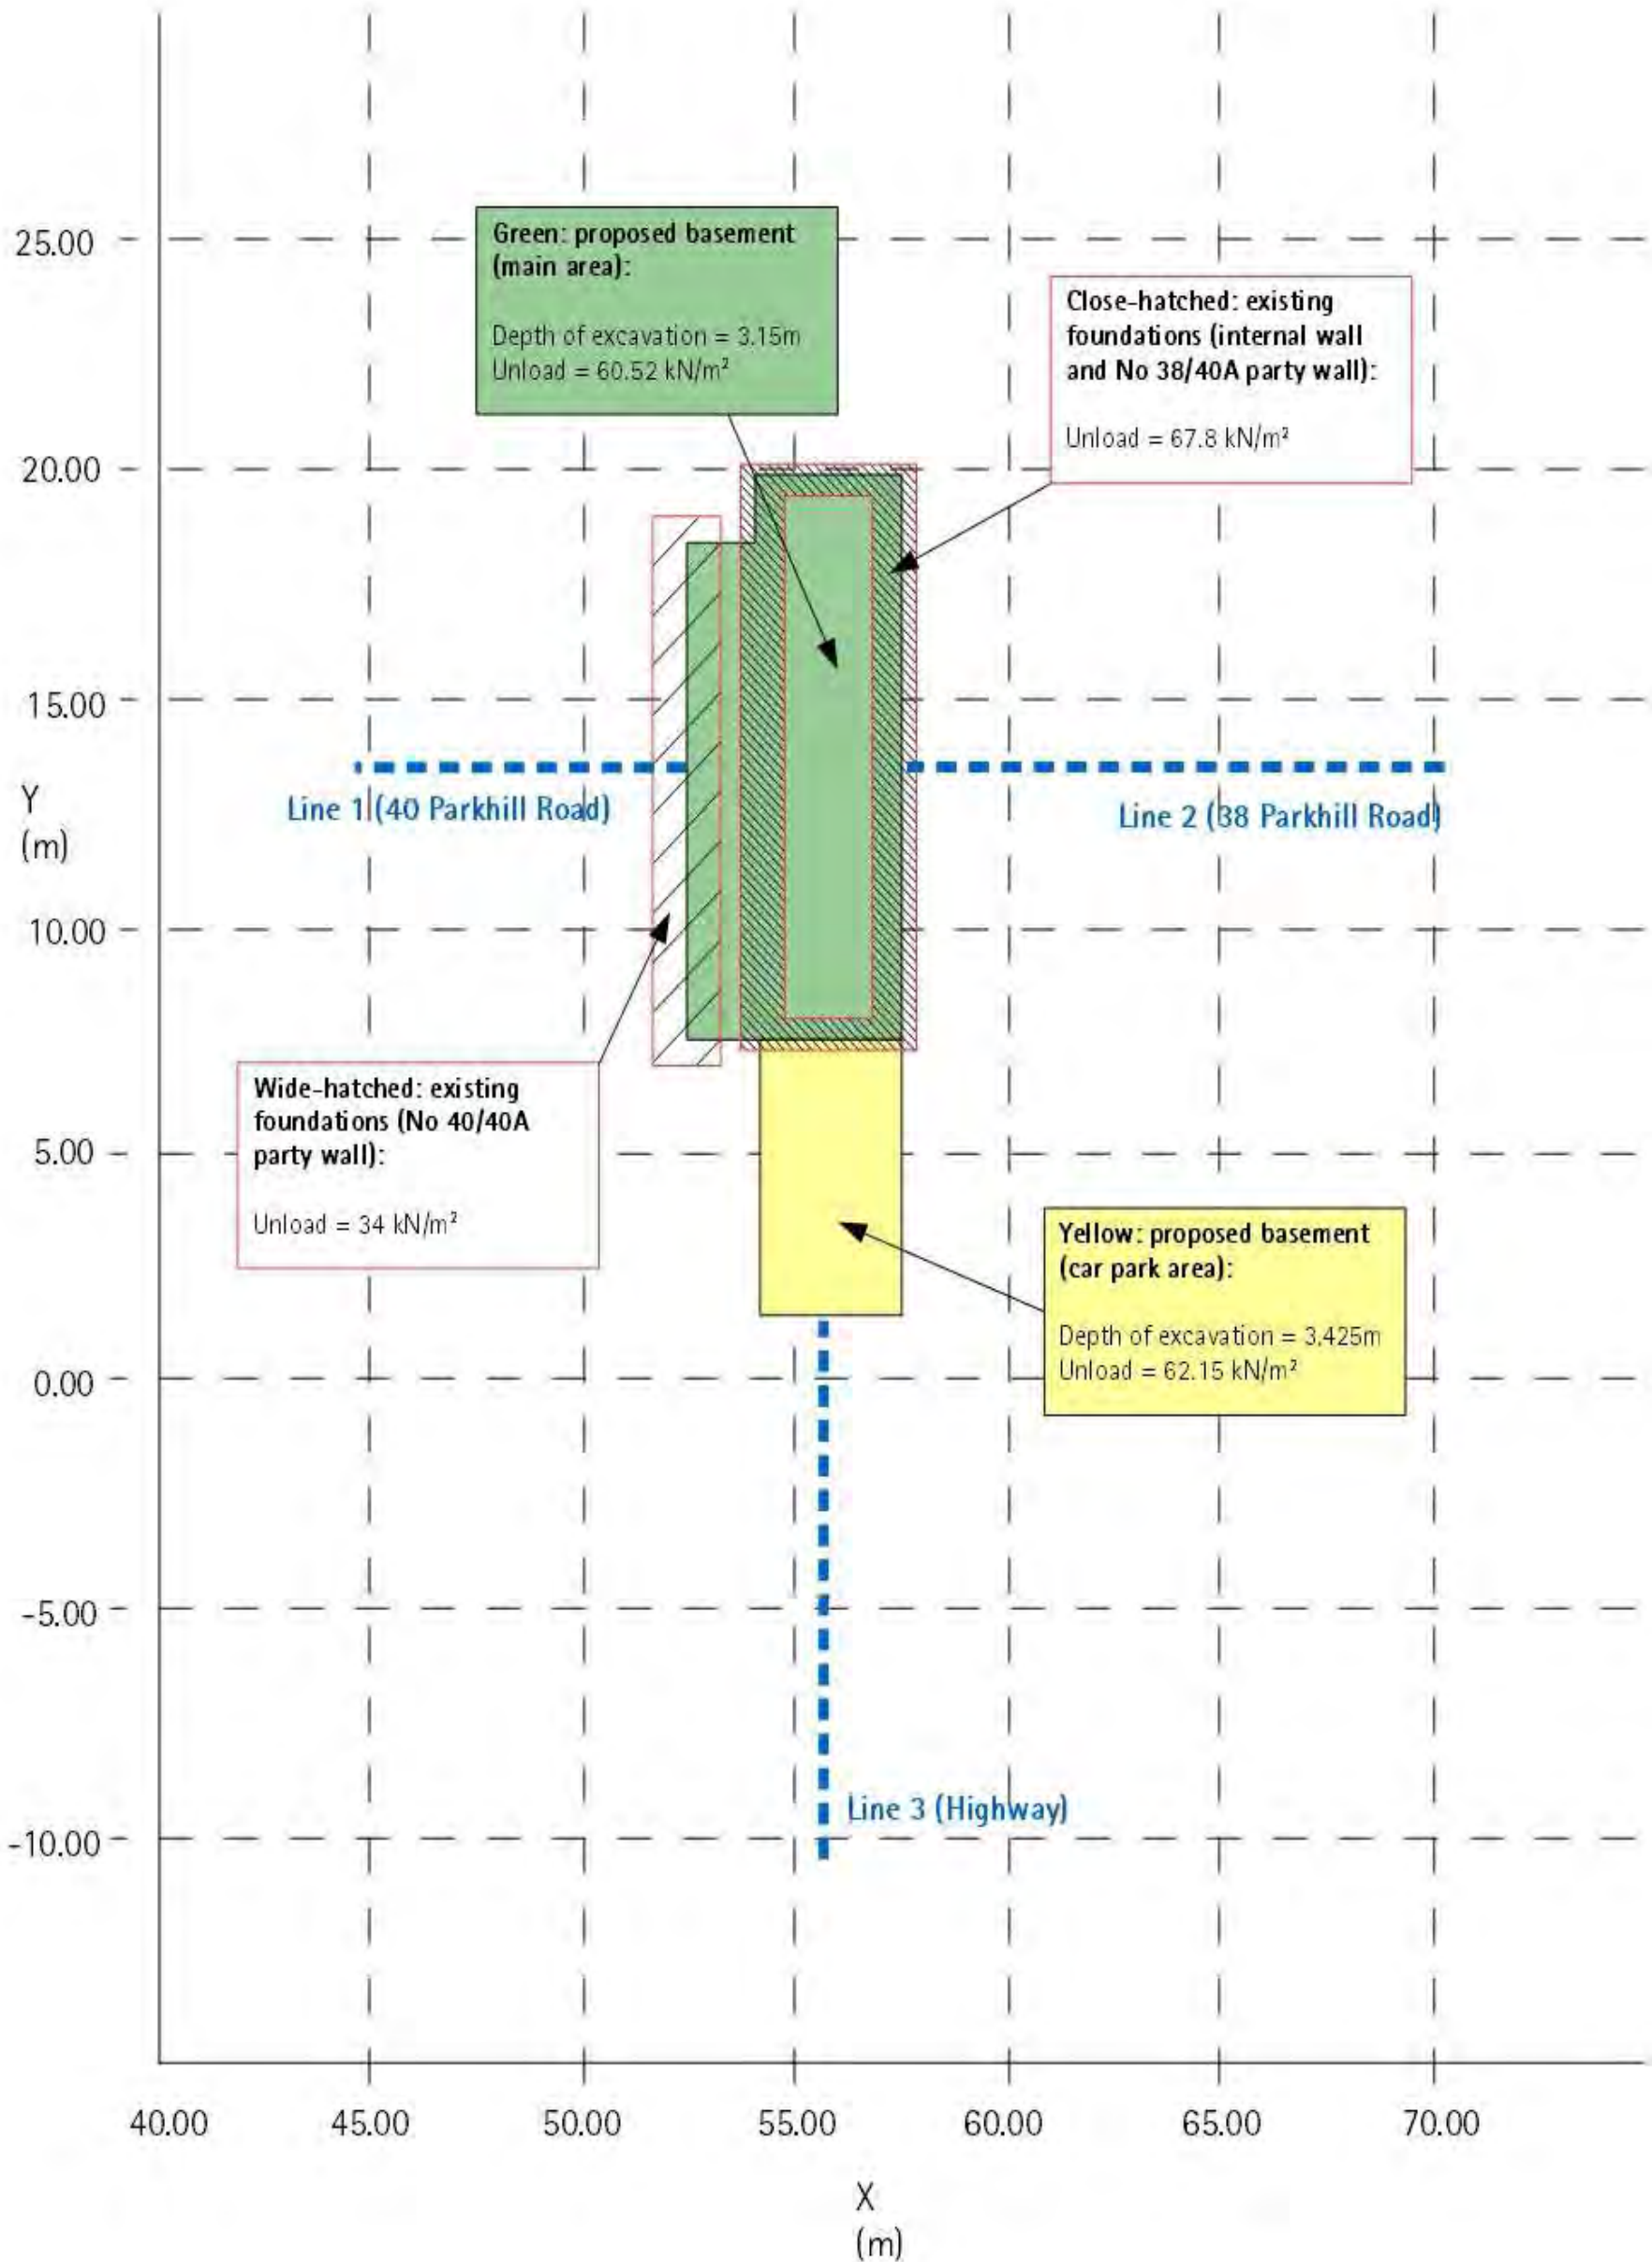 25.00
Green: proposed basement
(main area):
Depth of excavation = 3.15m
Unload = 60.52 kN/m²
Close-hatched: existing
foundations (internal wall
and No 38/40A party wall):
Unload = 67.8 kN/m²
20.00
15.00
Y
(m)
Line 1 (40 Parkhill Road)
Line 2 (38 Parkhill Road)
10.00
Wide-hatched: existing
foundations (No 40/40A
party wall):
Unload = 34 kN/m²
5.00
Yellow: proposed basement
(car park area):
Depth of excavation = 3.425m
Unload = 62.15 kN/m²
0.00
-5.00
Line 3 (Highway)
-10.00
40.00 45.00 50.00 55.00 60.00 65.00 70.00
X
(m)